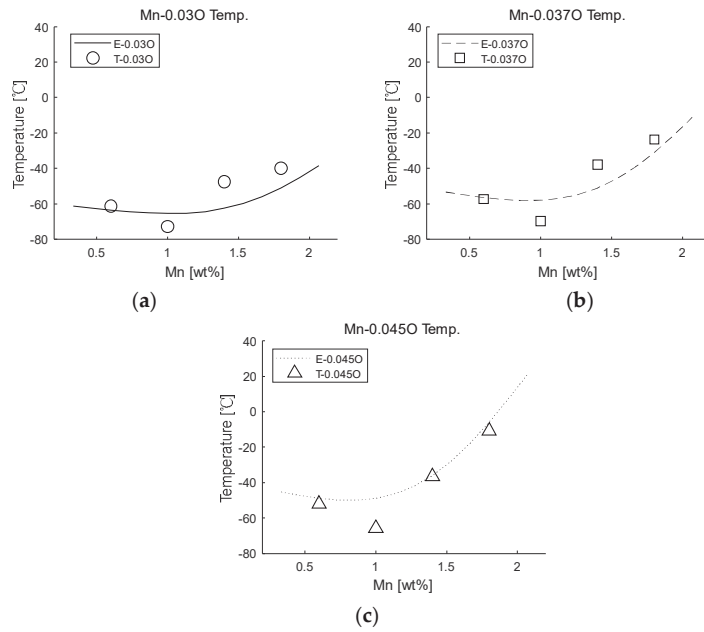 Mn-0.03O Temp.
E-0.03O
T-0.03O
Temperature [℃]
40
20
0
-20
-40
-60
-80
0.5
1
1.5
2
Mn [wt%]
(a)
Mn-0.037O Temp.
E-0.037O
T-0.037O
Temperature [℃]
40
20
0
-20
-40
-60
-80
0.5
1
1.5
2
Mn [wt%]
(b)
Mn-0.045O Temp.
E-0.045O
T-0.045O
Temperature [℃]
40
20
0
-20
-40
-60
-80
0.5
1
1.5
2
Mn [wt%]
(c)